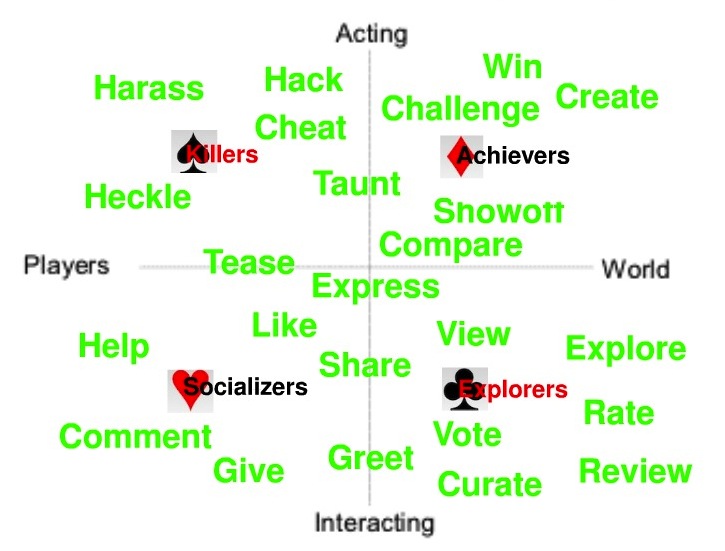 Acting
Win
Harass
Hack
Create
Challenge
Cheat
Killers
Achievers
Taunt
Heckle
Showoff
Compare
Tease
Players
World
Express
Like
View
Help
Explore
Share
Socializers
Explorers
Rate
Comment
Vote
Greet
Give
Review
Curate
Interacting